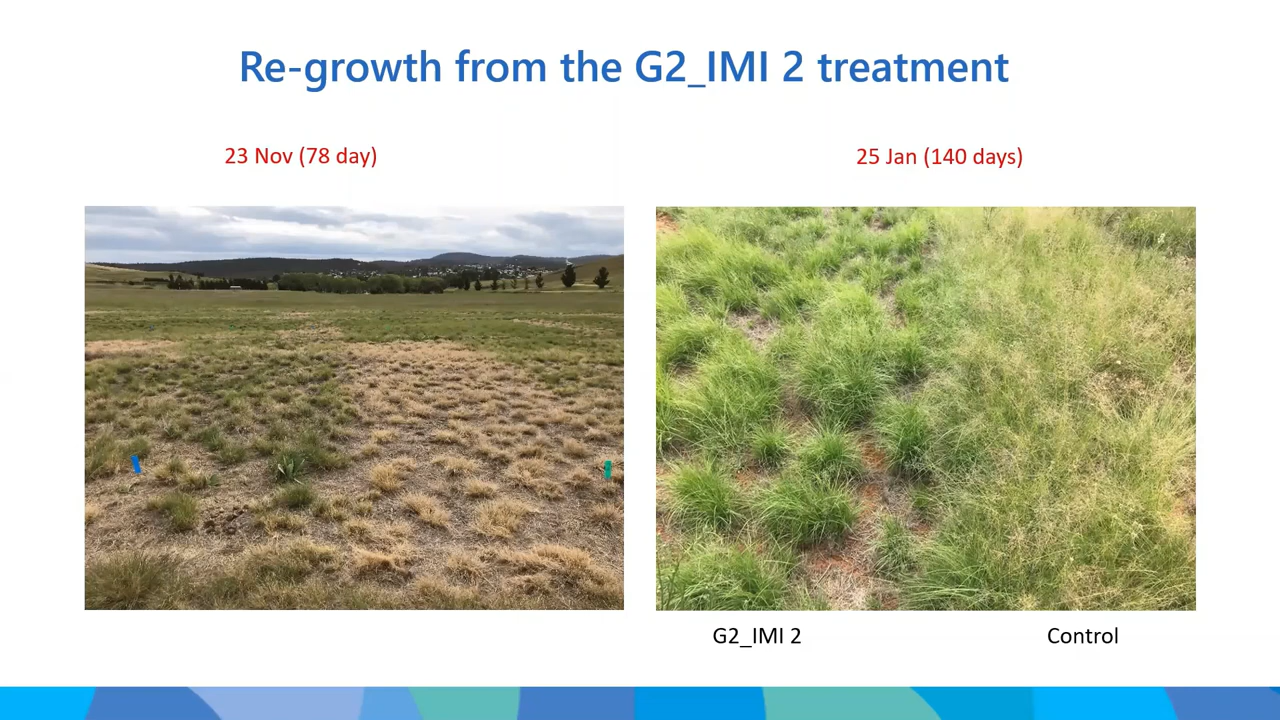 Re-growth from the G2_IMI 2 treatment
23 Nov (78 day)
25 Jan (140 days)
G2_IMI 2
Control